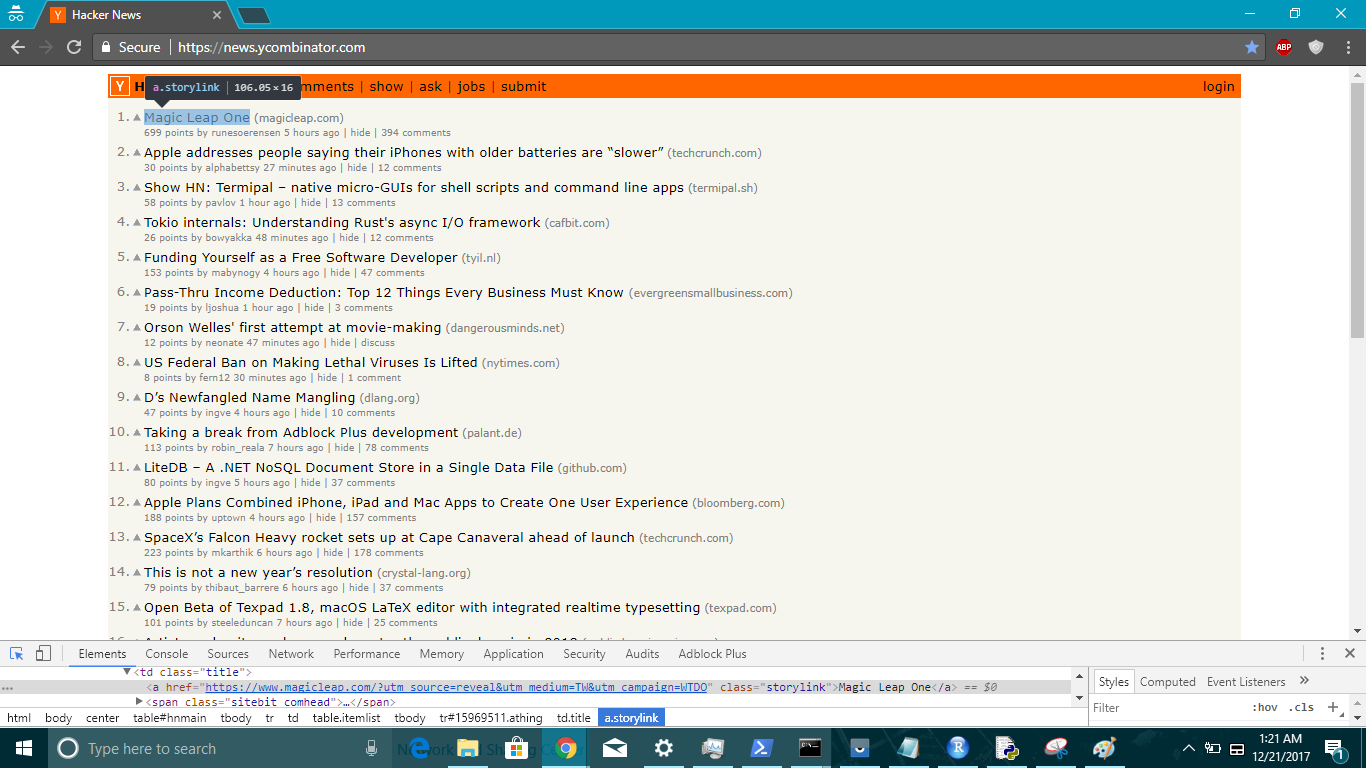 Hacker News
Secure https://news.ycombinator.com
ABP
Y H mments | show | ask | jobs | submit login
a.storylink 106.05 × 16
1. Magic Leap One (magicleap.com)
699 points by runesoerensen 5 hours ago | hide | 394 comments
2. Apple addresses people saying their iPhones with older batteries are “slower” (techcrunch.com)
30 points by alphabettsy 27 minutes ago | hide | 12 comments
3. Show HN: Termipal – native micro-GUIs for shell scripts and command line apps (termipal.sh)
58 points by pavlov 1 hour ago | hide | 13 comments
4. Tokio internals: Understanding Rust's async I/O framework (cafbit.com)
26 points by bowyakka 48 minutes ago | hide | 12 comments
5. Funding Yourself as a Free Software Developer (tyil.nl)
153 points by mabynogy 4 hours ago | hide | 47 comments
6. Pass-Thru Income Deduction: Top 12 Things Every Business Must Know (evergreensmallbusiness.com)
19 points by ljoshua 1 hour ago | hide | 3 comments
7. Orson Welles' first attempt at movie-making (dangerousminds.net)
12 points by neonate 47 minutes ago | hide | discuss
8. US Federal Ban on Making Lethal Viruses Is Lifted (nytimes.com)
8 points by fern12 30 minutes ago | hide | 1 comment
9. D’s Newfangled Name Mangling (dlang.org)
47 points by ingve 4 hours ago | hide | 10 comments
10. Taking a break from Adblock Plus development (palant.de)
113 points by robin_reala 7 hours ago | hide | 78 comments
11. LiteDB – A .NET NoSQL Document Store in a Single Data File (github.com)
80 points by ingve 5 hours ago | hide | 37 comments
12. Apple Plans Combined iPhone, iPad and Mac Apps to Create One User Experience (bloomberg.com)
188 points by uptown 4 hours ago | hide | 157 comments
13. SpaceX’s Falcon Heavy rocket sets up at Cape Canaveral ahead of launch (techcrunch.com)
223 points by mkarthik 6 hours ago | hide | 178 comments
14. This is not a new year’s resolution (crystal-lang.org)
79 points by thibaut_barrere 6 hours ago | hide | 37 comments
15. Open Beta of Texpad 1.8, macOS LaTeX editor with integrated realtime typesetting (texpad.com)
101 points by steeleduncan 7 hours ago | hide | 25 comments
Elements Console Sources Network Performance Memory Application Security Audits Adblock Plus
▼<td class="title">
<a href="https://www.magicleap.com/?utm_source=reveal&utm_medium=TW&utm_campaign=WTDO" class="storylink">Magic Leap One</a> == $0
▶<span class="sitebit comhead">…</span>
Styles Computed Event Listeners »
Filter :hov .cls +
html body center table#hnmain tbody tr td table.itemlist tbody tr#15969511.athing td.title a.storylink
Type here to search
1:21 AM
12/21/2017
1